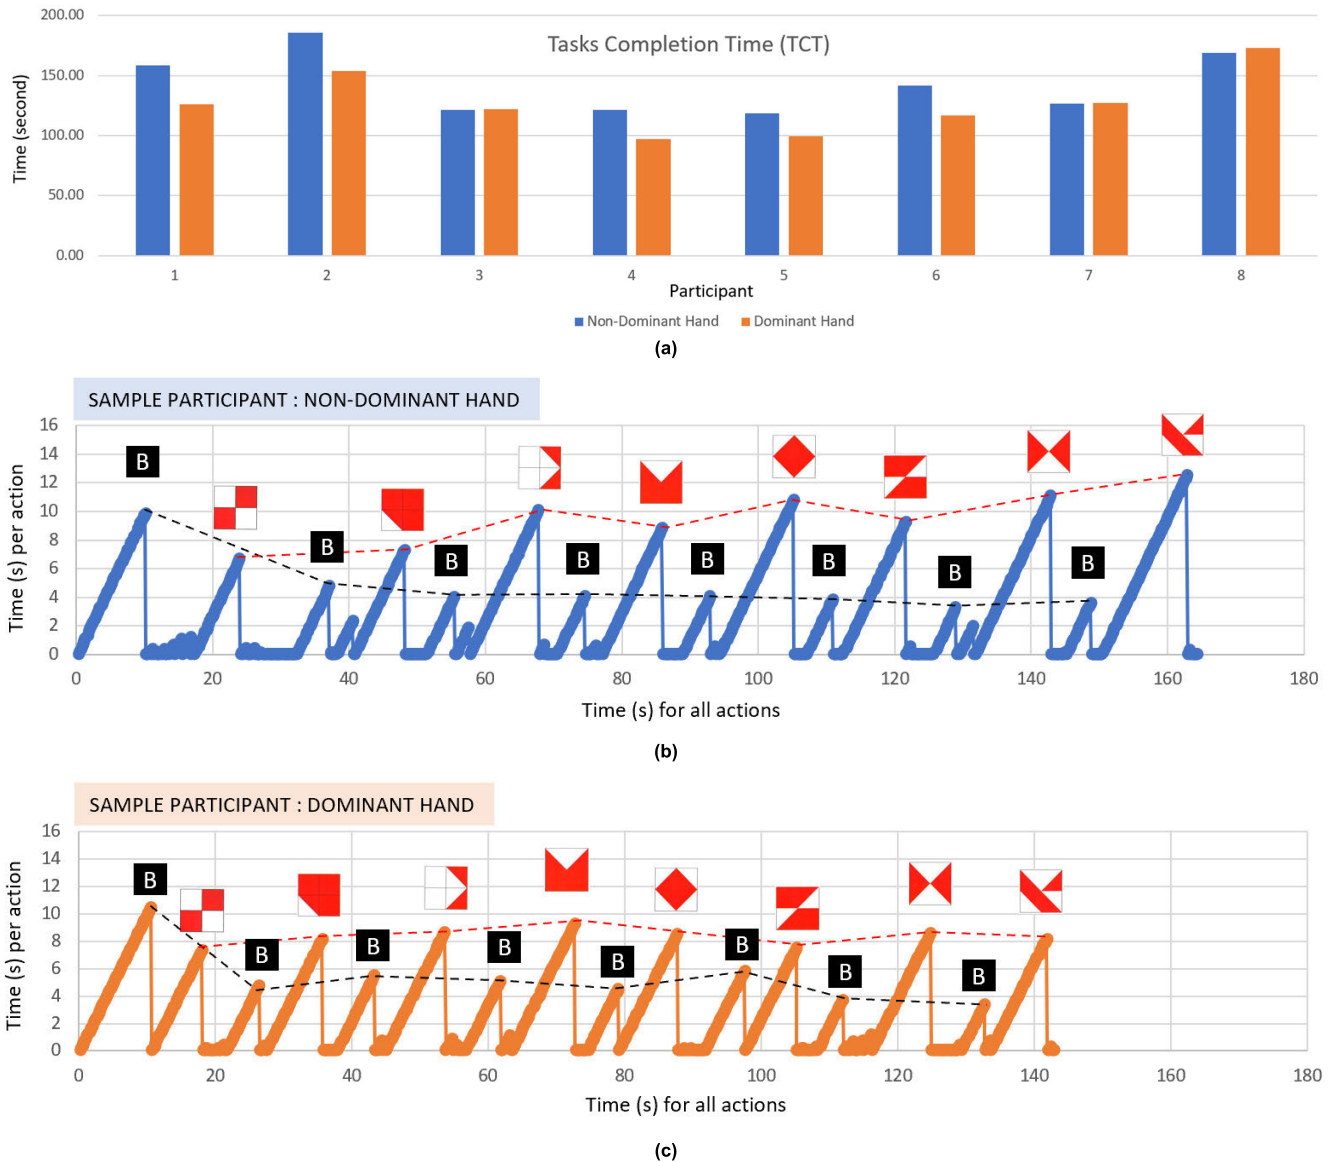 200.00
Tasks Completion Time (TCT)
150.00
100.00
50.00
0.00
Time (second)
1 2 3 4 5 6 7 8
Participant
Non-Dominant Hand Dominant Hand
(a)
SAMPLE PARTICIPANT : NON-DOMINANT HAND
16
14
12
10
8
6
4
2
0
Time (s) per action
B
B B B B B B B
0 20 40 60 80 100 120 140 160 180
Time (s) for all actions
(b)
SAMPLE PARTICIPANT : DOMINANT HAND
16
14
12
10
8
6
4
2
0
Time (s) per action
B
B B B B B B B
0 20 40 60 80 100 120 140 160 180
Time (s) for all actions
(c)